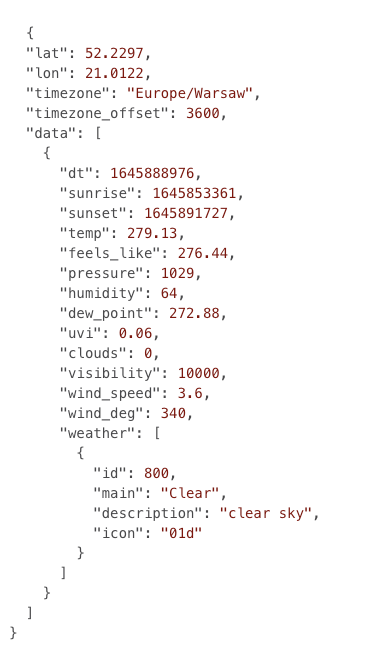 {
"lat": 52.2297,
"lon": 21.0122,
"timezone": "Europe/Warsaw",
"timezone_offset": 3600,
"data": [
{
"dt": 1645888976,
"sunrise": 1645853361,
"sunset": 1645891727,
"temp": 279.13,
"feels_like": 276.44,
"pressure": 1029,
"humidity": 64,
"dew_point": 272.88,
"uvi": 0.06,
"clouds": 0,
"visibility": 10000,
"wind_speed": 3.6,
"wind_deg": 340,
"weather": [
{
"id": 800,
"main": "Clear",
"description": "clear sky",
"icon": "01d"
}
]
}
]
}